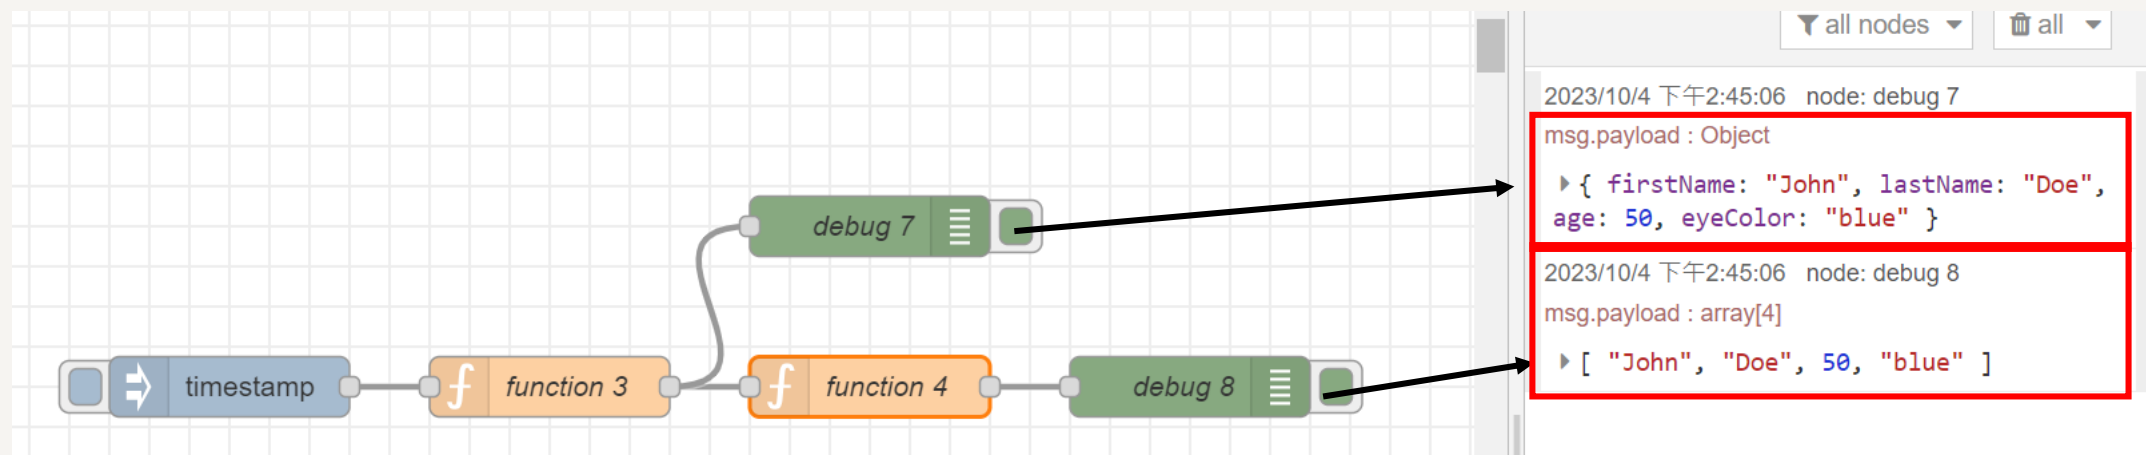 all nodes
all
2023/10/4 下午2:45:06 node: debug 7
msg.payload : Object
{ firstName: "John", lastName: "Doe",
age: 50, eyeColor: "blue" }
2023/10/4 下午2:45:06 node: debug 8
msg.payload : array[4]
[ "John", "Doe", 50, "blue" ]
debug 7
timestamp
function 3
function 4
debug 8